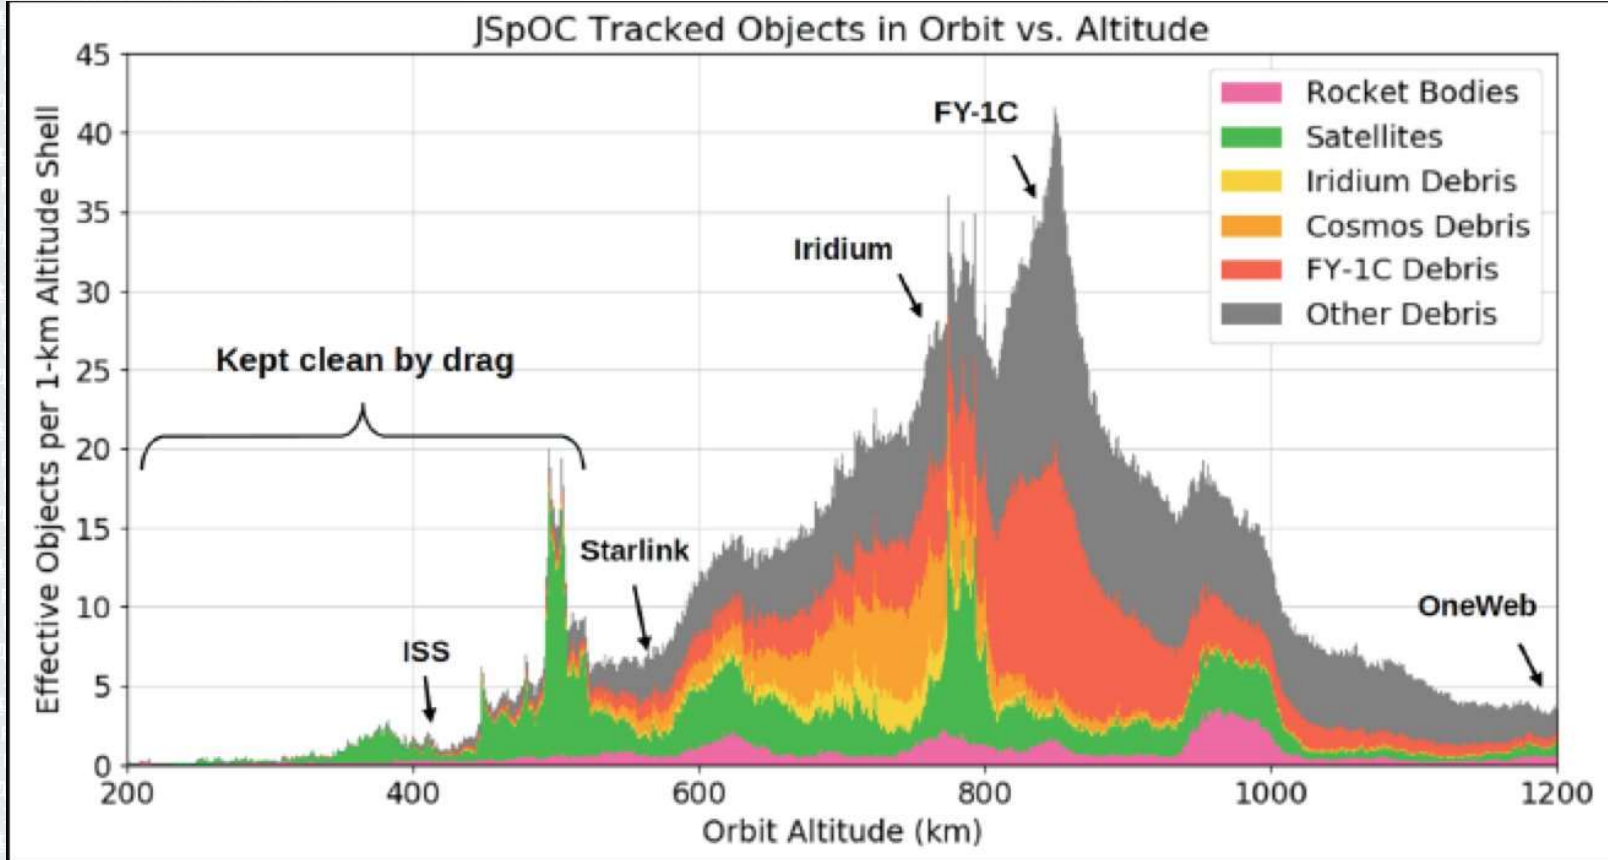 JSpOC Tracked Objects in Orbit vs. Altitude
Effective Objects per 1-km Altitude Shell
45
40
35
30
25
20
15
10
5
0
FY-1C
Iridium
Kept clean by drag
Starlink
ISS
OneWeb
Rocket Bodies
Satellites
Iridium Debris
Cosmos Debris
FY-1C Debris
Other Debris
200
400
600
800
1000
1200
Orbit Altitude (km)